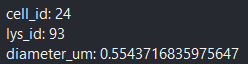 cell_id: 24
lys_id: 93
diameter_um: 0.5543716835975647